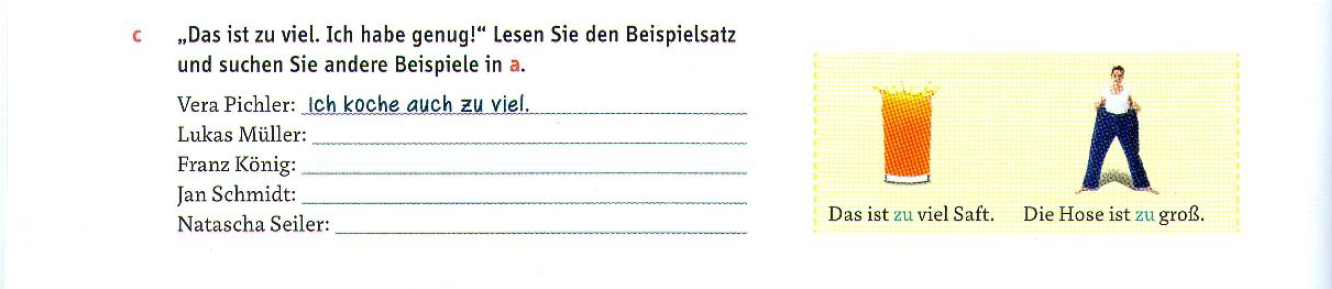 c „Das ist zu viel. Ich habe genug!“ Lesen Sie den Beispielsatz
und suchen Sie andere Beispiele in a.
Vera Pichler: Ich koche auch zu viel.
Lukas Müller:
Franz König:
Jan Schmidt:
Natascha Seiler:
Das ist zu viel Saft. Die Hose ist zu groß.